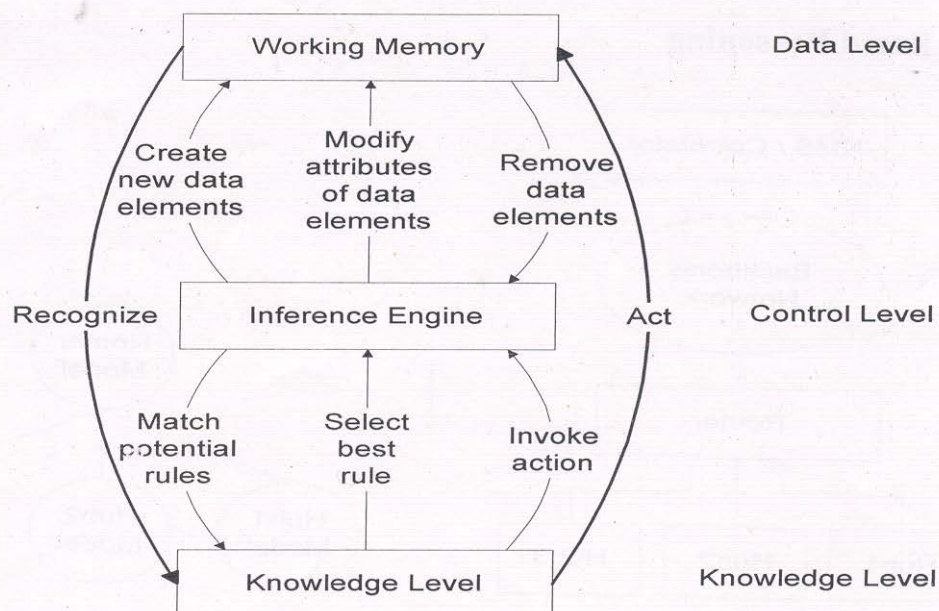 Working Memory
Data Level
Create
new data
elements
Modify
attributes
of data
elements
Remove
data
elements
Recognize
Inference Engine
Act
Control Level
Match
potential
rules
Select
best
rule
Invoke
action
Knowledge Level
Knowledge Level